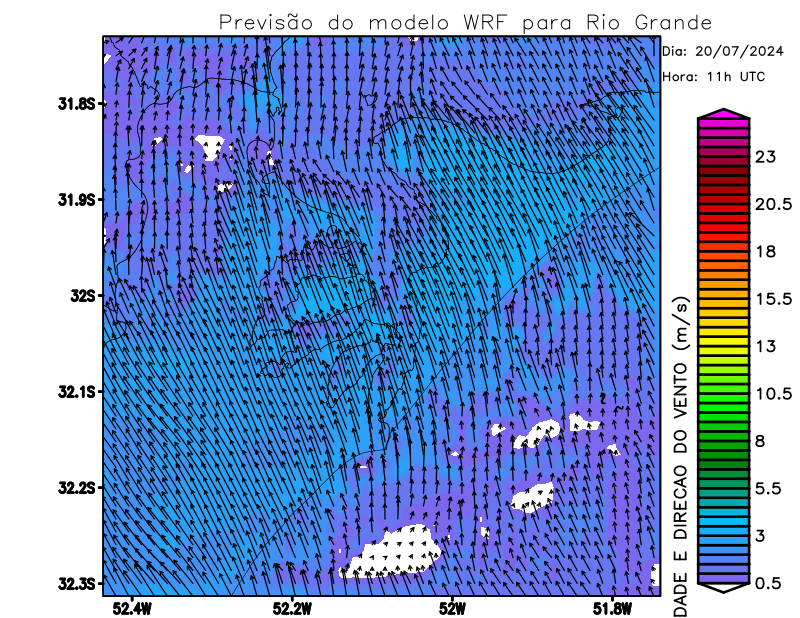 Previsão do modelo WRF para Rio Grande
Dia: 20/07/2024
Hora: 11h UTC
31.8S
31.9S
32S
32.1S
32.2S
32.3S
52.4W
52.2W
52W
51.8W
23
20.5
18
15.5
13
10.5
8
5.5
3
0.5
DADE E DIRECAO DO VENTO (m/s)